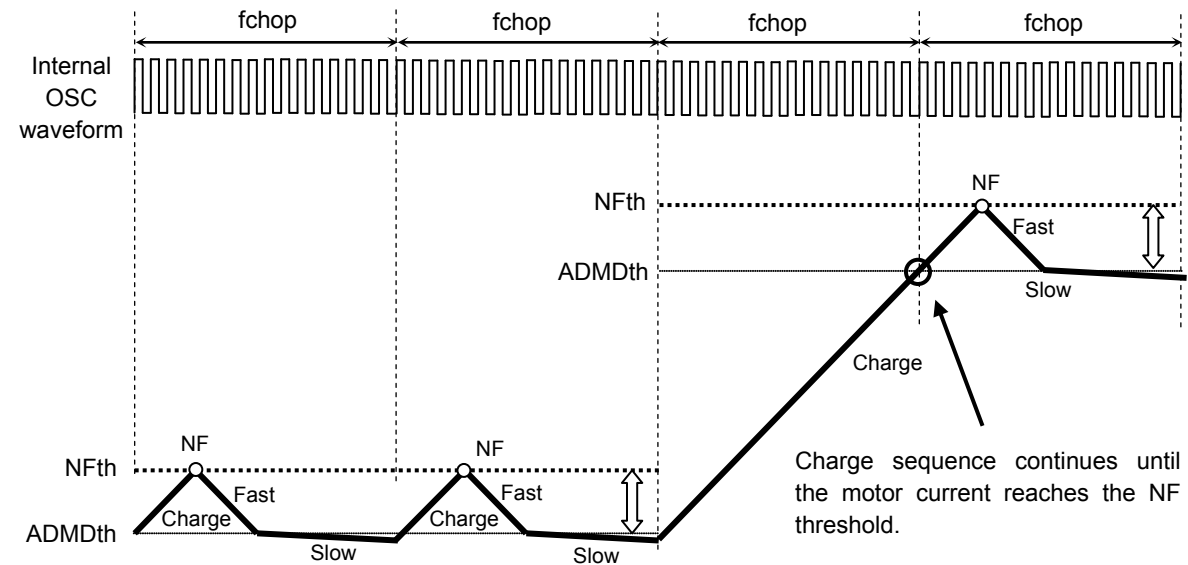 fchop fchop fchop fchop
Internal
OSC
waveform
NF
NFth
Fast
ADMDth
Slow
Charge
NF NF
NFth
Fast Fast
Charge Charge
ADMDth
Slow Slow
Charge sequence continues until
the motor current reaches the NF
threshold.